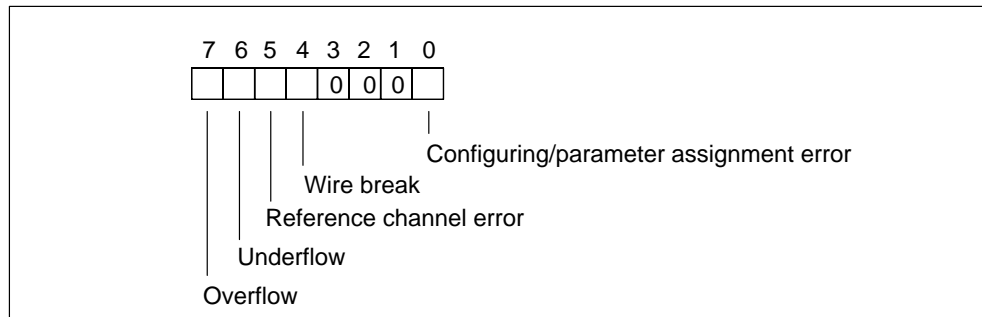 7 6 5 4 3 2 1 0
0 0 0
Configuring/parameter assignment error
Wire break
Reference channel error
Underflow
Overflow